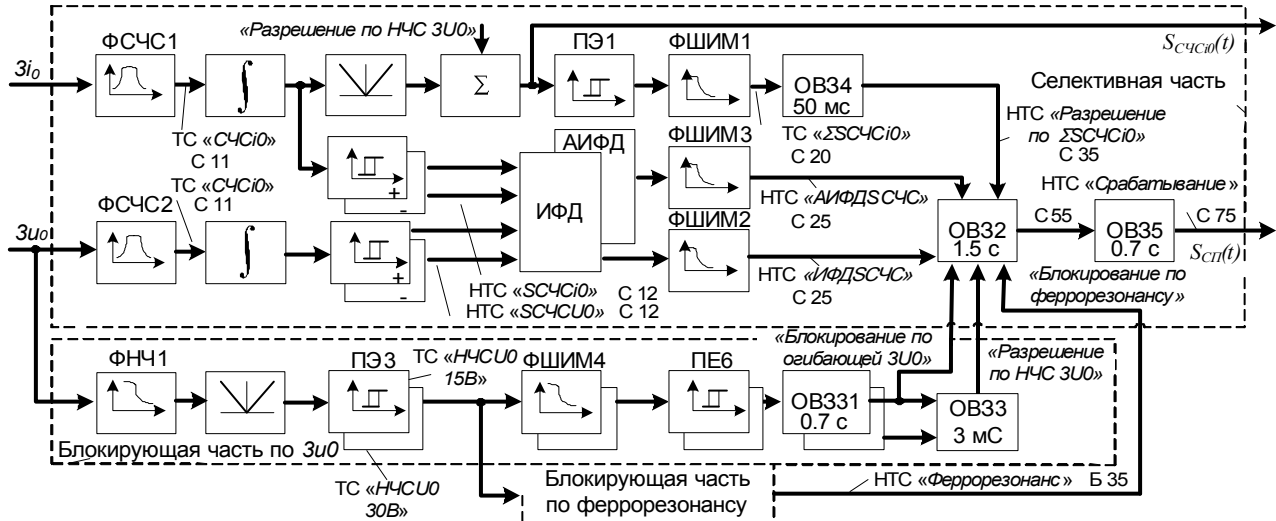 ФСЧС1
«Разрешение по НЧС 3U0»
ПЭ1
ФШИМ1
S_СЧСi0(t)
3i₀
∫
Σ
ОВ34
50 мс
Селективная часть
ТС «СЧСi0»
С 11
ТС «ΣSСЧСi0»
С 20
НТС «Разрешение
по ΣSСЧСi0»
С 35
АИФД
ФШИМ3
ТС «СЧСi0»
С 11
+
-
ИФД
НТС «АИФДSСЧС»
С 25
НТС «Срабатывание»
ФСЧС2
ФШИМ2
3u₀
∫
+
-
ОВ32
1.5 с
С 55
ОВ35
0.7 с
С 75
S_СП(t)
НТС «SСЧСi0» С 12
НТС «SСЧСU0» С 12
НТС «ИФДSСЧС»
С 25
«Блокирование по
феррорезонансу»
«Блокирование по
огибающей 3U0»
ФНЧ1
ПЭ3
ТС «НЧСU0
15В»
ФШИМ4
ПЕ6
«Разрешение
по НЧС 3U0»
ОВ331
0.7 с
ОВ33
3 мС
Блокирующая часть по 3u0
ТС «НЧСU0
30В»
Блокирующая часть
по феррорезонансу
НТС «Феррорезонанс» Б 35